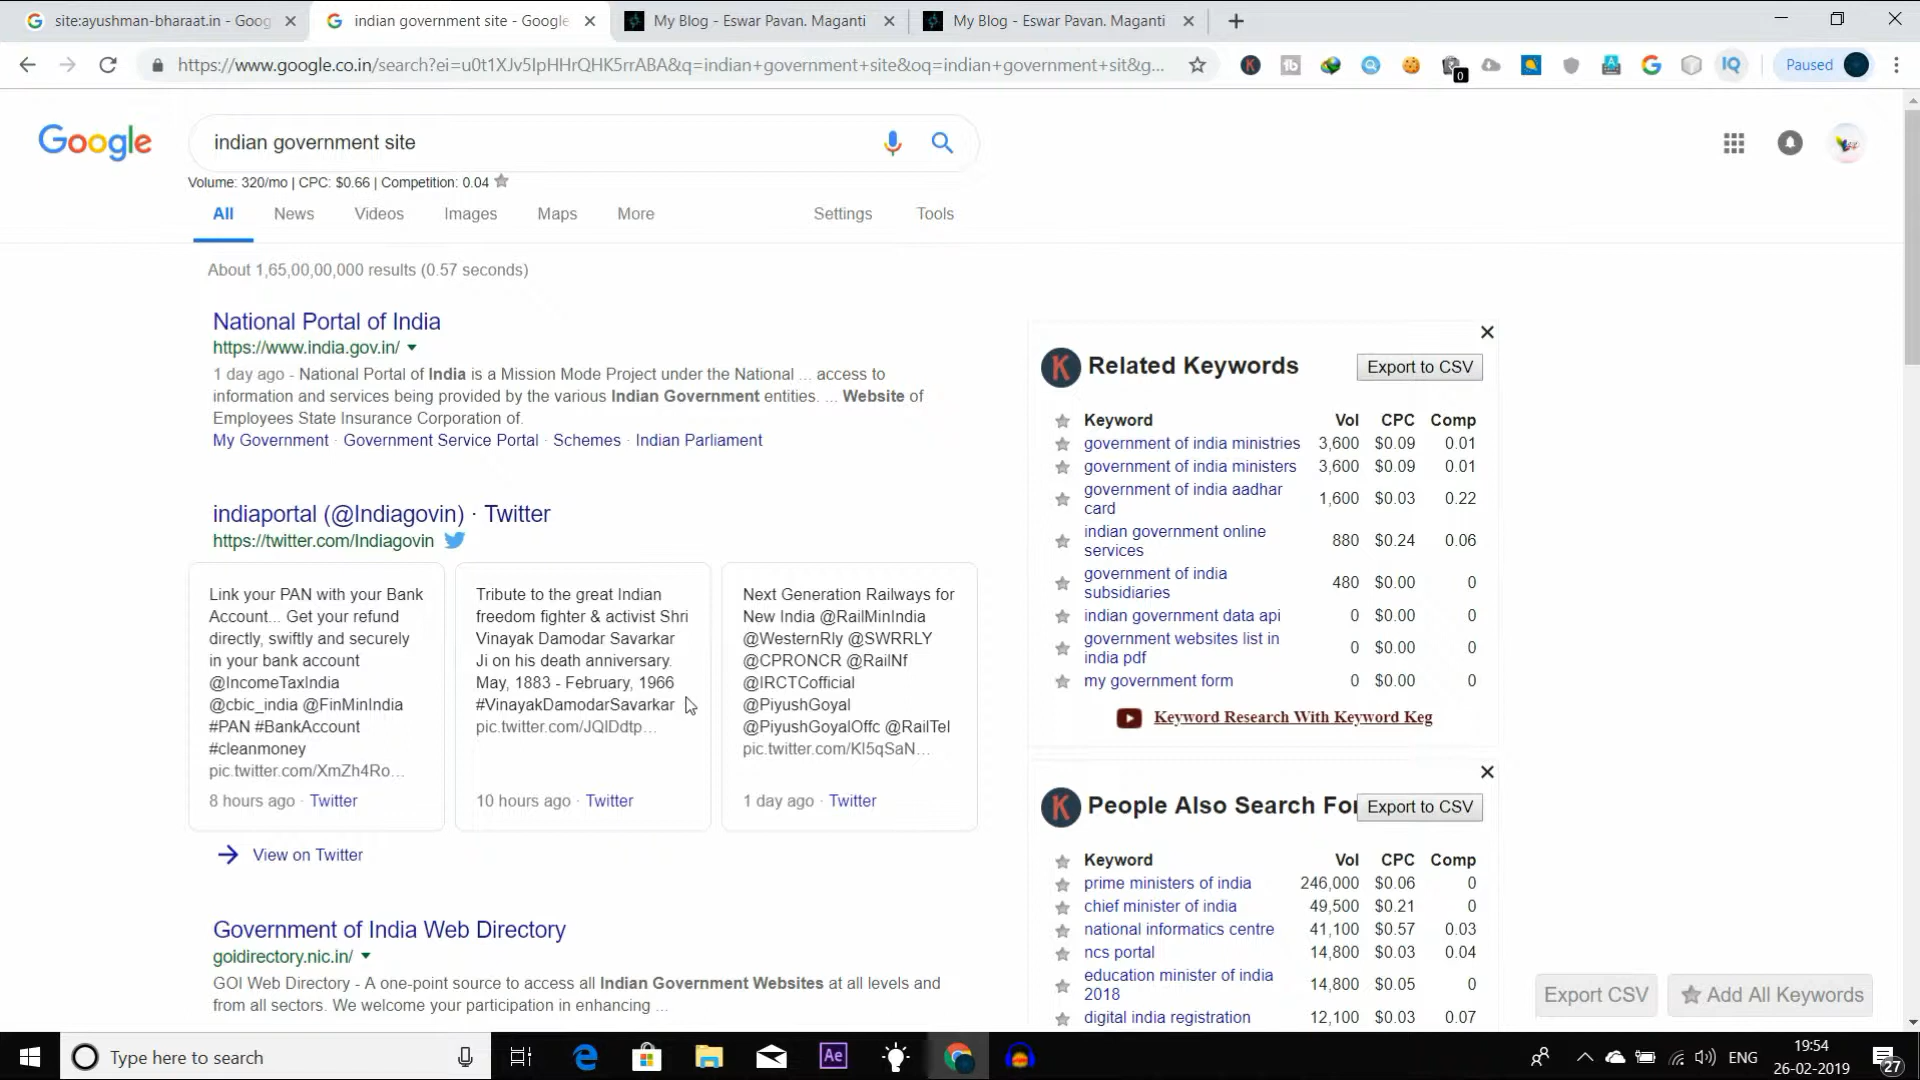 site:ayushman-bharaat.in - Goog
indian government site - Google
My Blog - Eswar Pavan. Maganti
My Blog - Eswar Pavan. Maganti
https://www.google.co.in/search?ei=u0t1XJv5IpHHrQHK5rrABA&q=indian+government+site&oq=indian+government+sit&g...
0
IQ
Paused
Google
indian government site
Volume: 320/mo | CPC: $0.66 | Competition: 0.04
All News Videos Images Maps More Settings Tools
About 1,65,00,00,000 results (0.57 seconds)
National Portal of India
https://www.india.gov.in/
1 day ago - National Portal of India is a Mission Mode Project under the National ... access to
information and services being provided by the various Indian Government entities. ... Website of
Employees State Insurance Corporation of.
My Government · Government Service Portal · Schemes · Indian Parliament
indiaportal (@Indiagovin) · Twitter
https://twitter.com/Indiagovin
Link your PAN with your Bank
Account... Get your refund
directly, swiftly and securely
in your bank account
@IncomeTaxIndia
@cbic_india @FinMinIndia
#PAN #BankAccount
#cleanmoney
pic.twitter.com/XmZh4Ro...
8 hours ago · Twitter
Tribute to the great Indian
freedom fighter & activist Shri
Vinayak Damodar Savarkar
Ji on his death anniversary.
May, 1883 - February, 1966
#VinayakDamodarSavarkar
pic.twitter.com/JQlDdtp...
10 hours ago · Twitter
Next Generation Railways for
New India @RailMinIndia
@WesternRly @SWRRLY
@CPRONCR @RailNf
@IRCTCofficial
@PiyushGoyal
@PiyushGoyalOffc @RailTel
pic.twitter.com/Kl5qSaN...
1 day ago · Twitter
View on Twitter
Government of India Web Directory
goidirectory.nic.in/
GOI Web Directory - A one-point source to access all Indian Government Websites at all levels and
from all sectors. We welcome your participation in enhancing ...
K Related Keywords Export to CSV
Keyword Vol CPC Comp
government of india ministries 3,600 $0.09 0.01
government of india ministers 3,600 $0.09 0.01
government of india aadhar
card 1,600 $0.03 0.22
indian government online
services 880 $0.24 0.06
government of india
subsidiaries 480 $0.00 0
indian government data api 0 $0.00 0
government websites list in
india pdf 0 $0.00 0
my government form 0 $0.00 0
Keyword Research With Keyword Keg
K People Also Search For Export to CSV
Keyword Vol CPC Comp
prime ministers of india 246,000 $0.06 0
chief minister of india 49,500 $0.21 0
national informatics centre 41,100 $0.57 0.03
ncs portal 14,800 $0.03 0.04
education minister of india
2018 14,800 $0.05 0
digital india registration 12,100 $0.03 0.07
Export CSV
Add All Keywords
Type here to search
Ae
ENG
19:54
26-02-2019
27